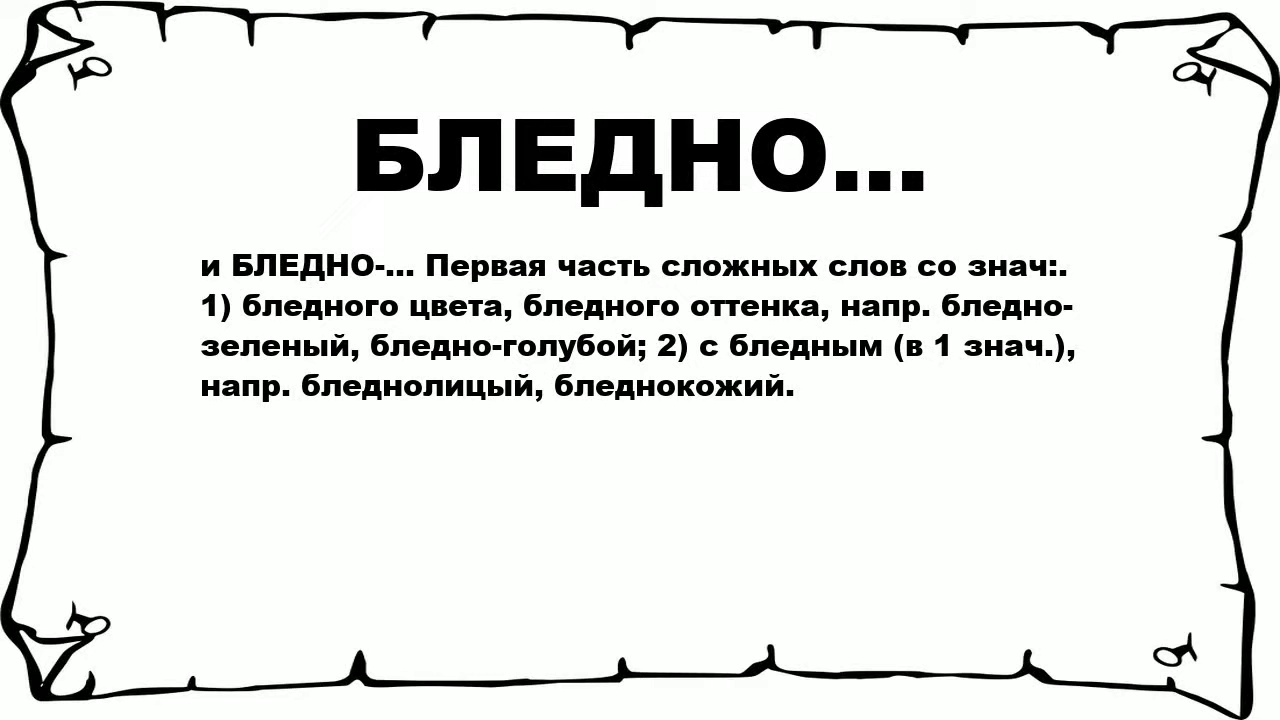 БЛЕДНО...
и БЛЕДНО-... Первая часть сложных слов со знач:.
1) бледного цвета, бледного оттенка, напр. бледно-
зеленый, бледно-голубой; 2) с бледным (в 1 знач.),
напр. бледнолицый, бледнокожий.